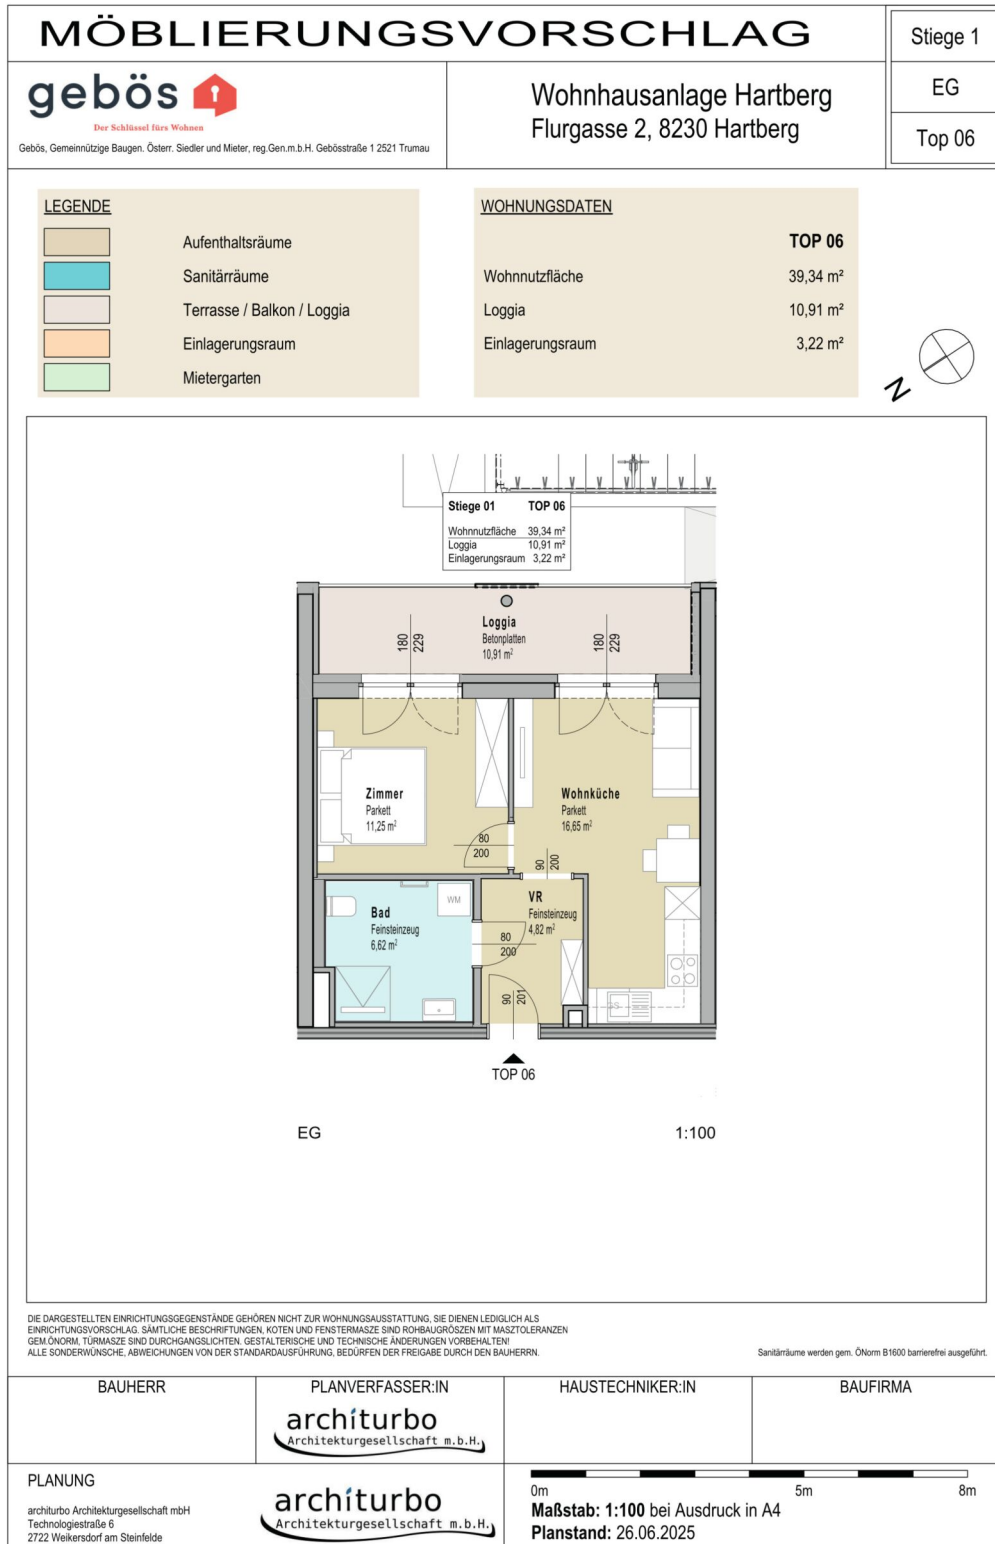 MÖBLIERUNGSVORSCHLAG
Stiege 1
EG
Top 06
gebös
Der Schlüssel fürs Wohnen
Gebös, Gemeinnützige Baugen. Österr. Siedler und Mieter, reg.Gen.m.b.H. Gebösstraße 1 2521 Trumau
Wohnhausanlage Hartberg
Flurgasse 2, 8230 Hartberg
LEGENDE
Aufenthaltsräume
Sanitärräume
Terrasse / Balkon / Loggia
Einlagerungsraum
Mietergarten
WOHNUNGSDATEN
TOP 06
Wohnnutzfläche 39,34 m²
Loggia 10,91 m²
Einlagerungsraum 3,22 m²
N
Stiege 01 TOP 06
Wohnnutzfläche 39,34 m²
Loggia 10,91 m²
Einlagerungsraum 3,22 m²
Loggia
Betonplatten
10,91 m²
180
229
180
229
Zimmer
Parkett
11,25 m²
Wohnküche
Parkett
16,65 m²
80
200
90
200
Bad
Feinsteinzeug
6,62 m²
WM
VR
Feinsteinzeug
4,82 m²
80
200
90
201
TOP 06
EG
1:100
DIE DARGESTELLTEN EINRICHTUNGSGEGENSTÄNDE GEHÖREN NICHT ZUR WOHNUNGSAUSSTATTUNG, SIE DIENEN LEDIGLICH ALS
EINRICHTUNGSVORSCHLAG. SÄMTLICHE BESCHRIFTUNGEN, KOTEN UND FENSTERMASZE SIND ROHBAUGRÖSZEN MIT MASZTOLERANZEN
GEM.ÖNORM, TÜRMASZE SIND DURCHGANGSLICHTEN. GESTALTERISCHE UND TECHNISCHE ÄNDERUNGEN VORBEHALTEN!
ALLE SONDERWÜNSCHE, ABWEICHUNGEN VON DER STANDARDAUSFÜHRUNG, BEDÜRFEN DER FREIGABE DURCH DEN BAUHERRN.
Sanitärräume werden gem. ÖNorm B1600 barrierefrei ausgeführt.
BAUHERR
PLANVERFASSER:IN
architurbo
Architekturgesellschaft m.b.H.
HAUSTECHNIKER:IN
BAUFIRMA
PLANUNG
architurbo Architekturgesellschaft mbH
Technologiestraße 6
2722 Weikersdorf am Steinfelde
architurbo
Architekturgesellschaft m.b.H.
0m 5m 8m
Maßstab: 1:100 bei Ausdruck in A4
Planstand: 26.06.2025